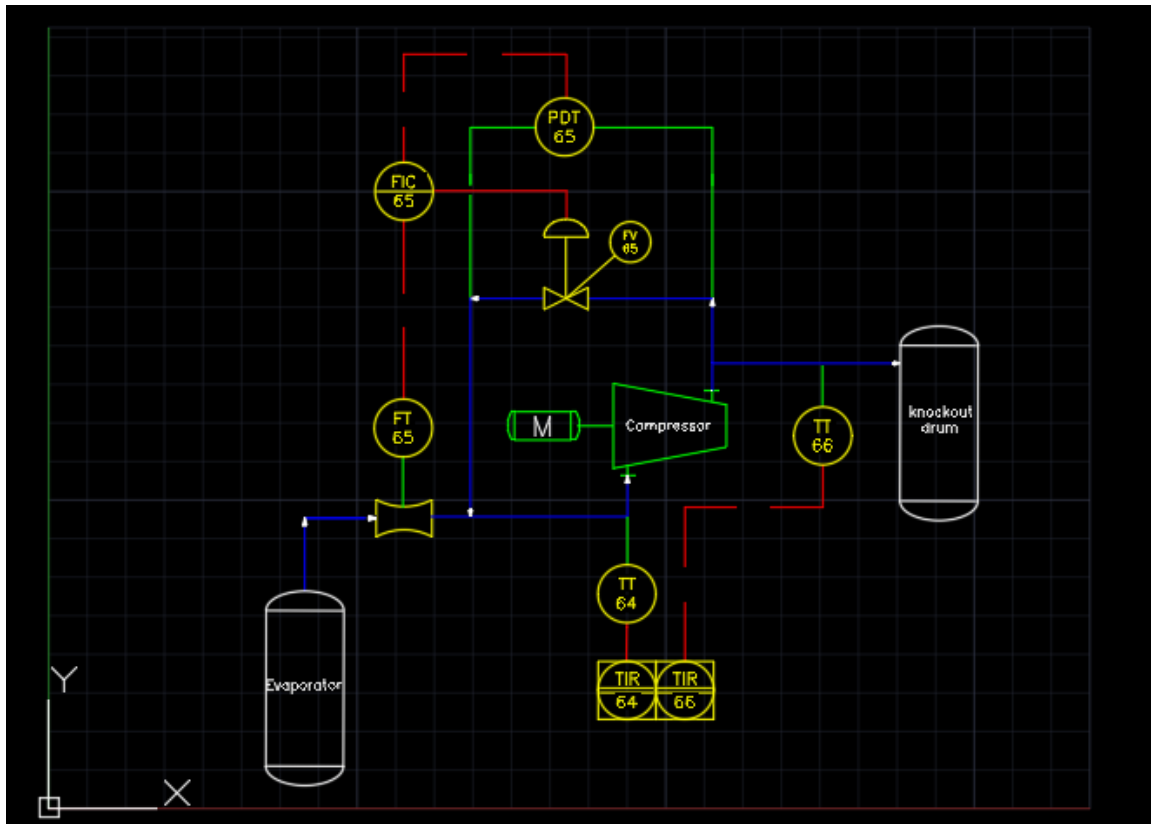 PDT
65
FIC
65
FV
65
FT
65
M
Compressor
TT
66
knockout
drum
TT
64
Evaporator
TIR
64
TIR
66
Y
X